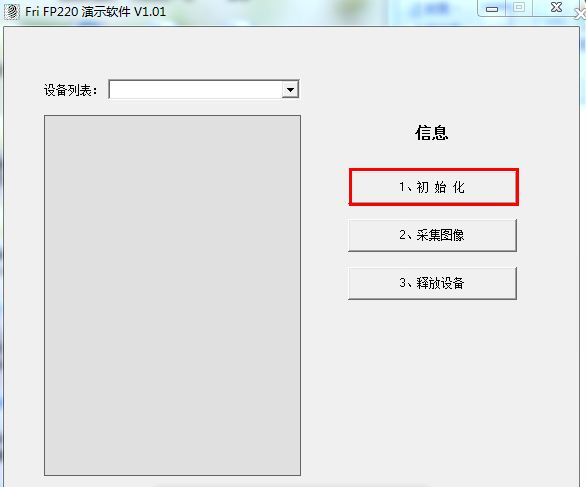 Fri FP220 演示软件 V1.01
设备列表：
信息
1、初 始 化
2、采集图像
3、释放设备